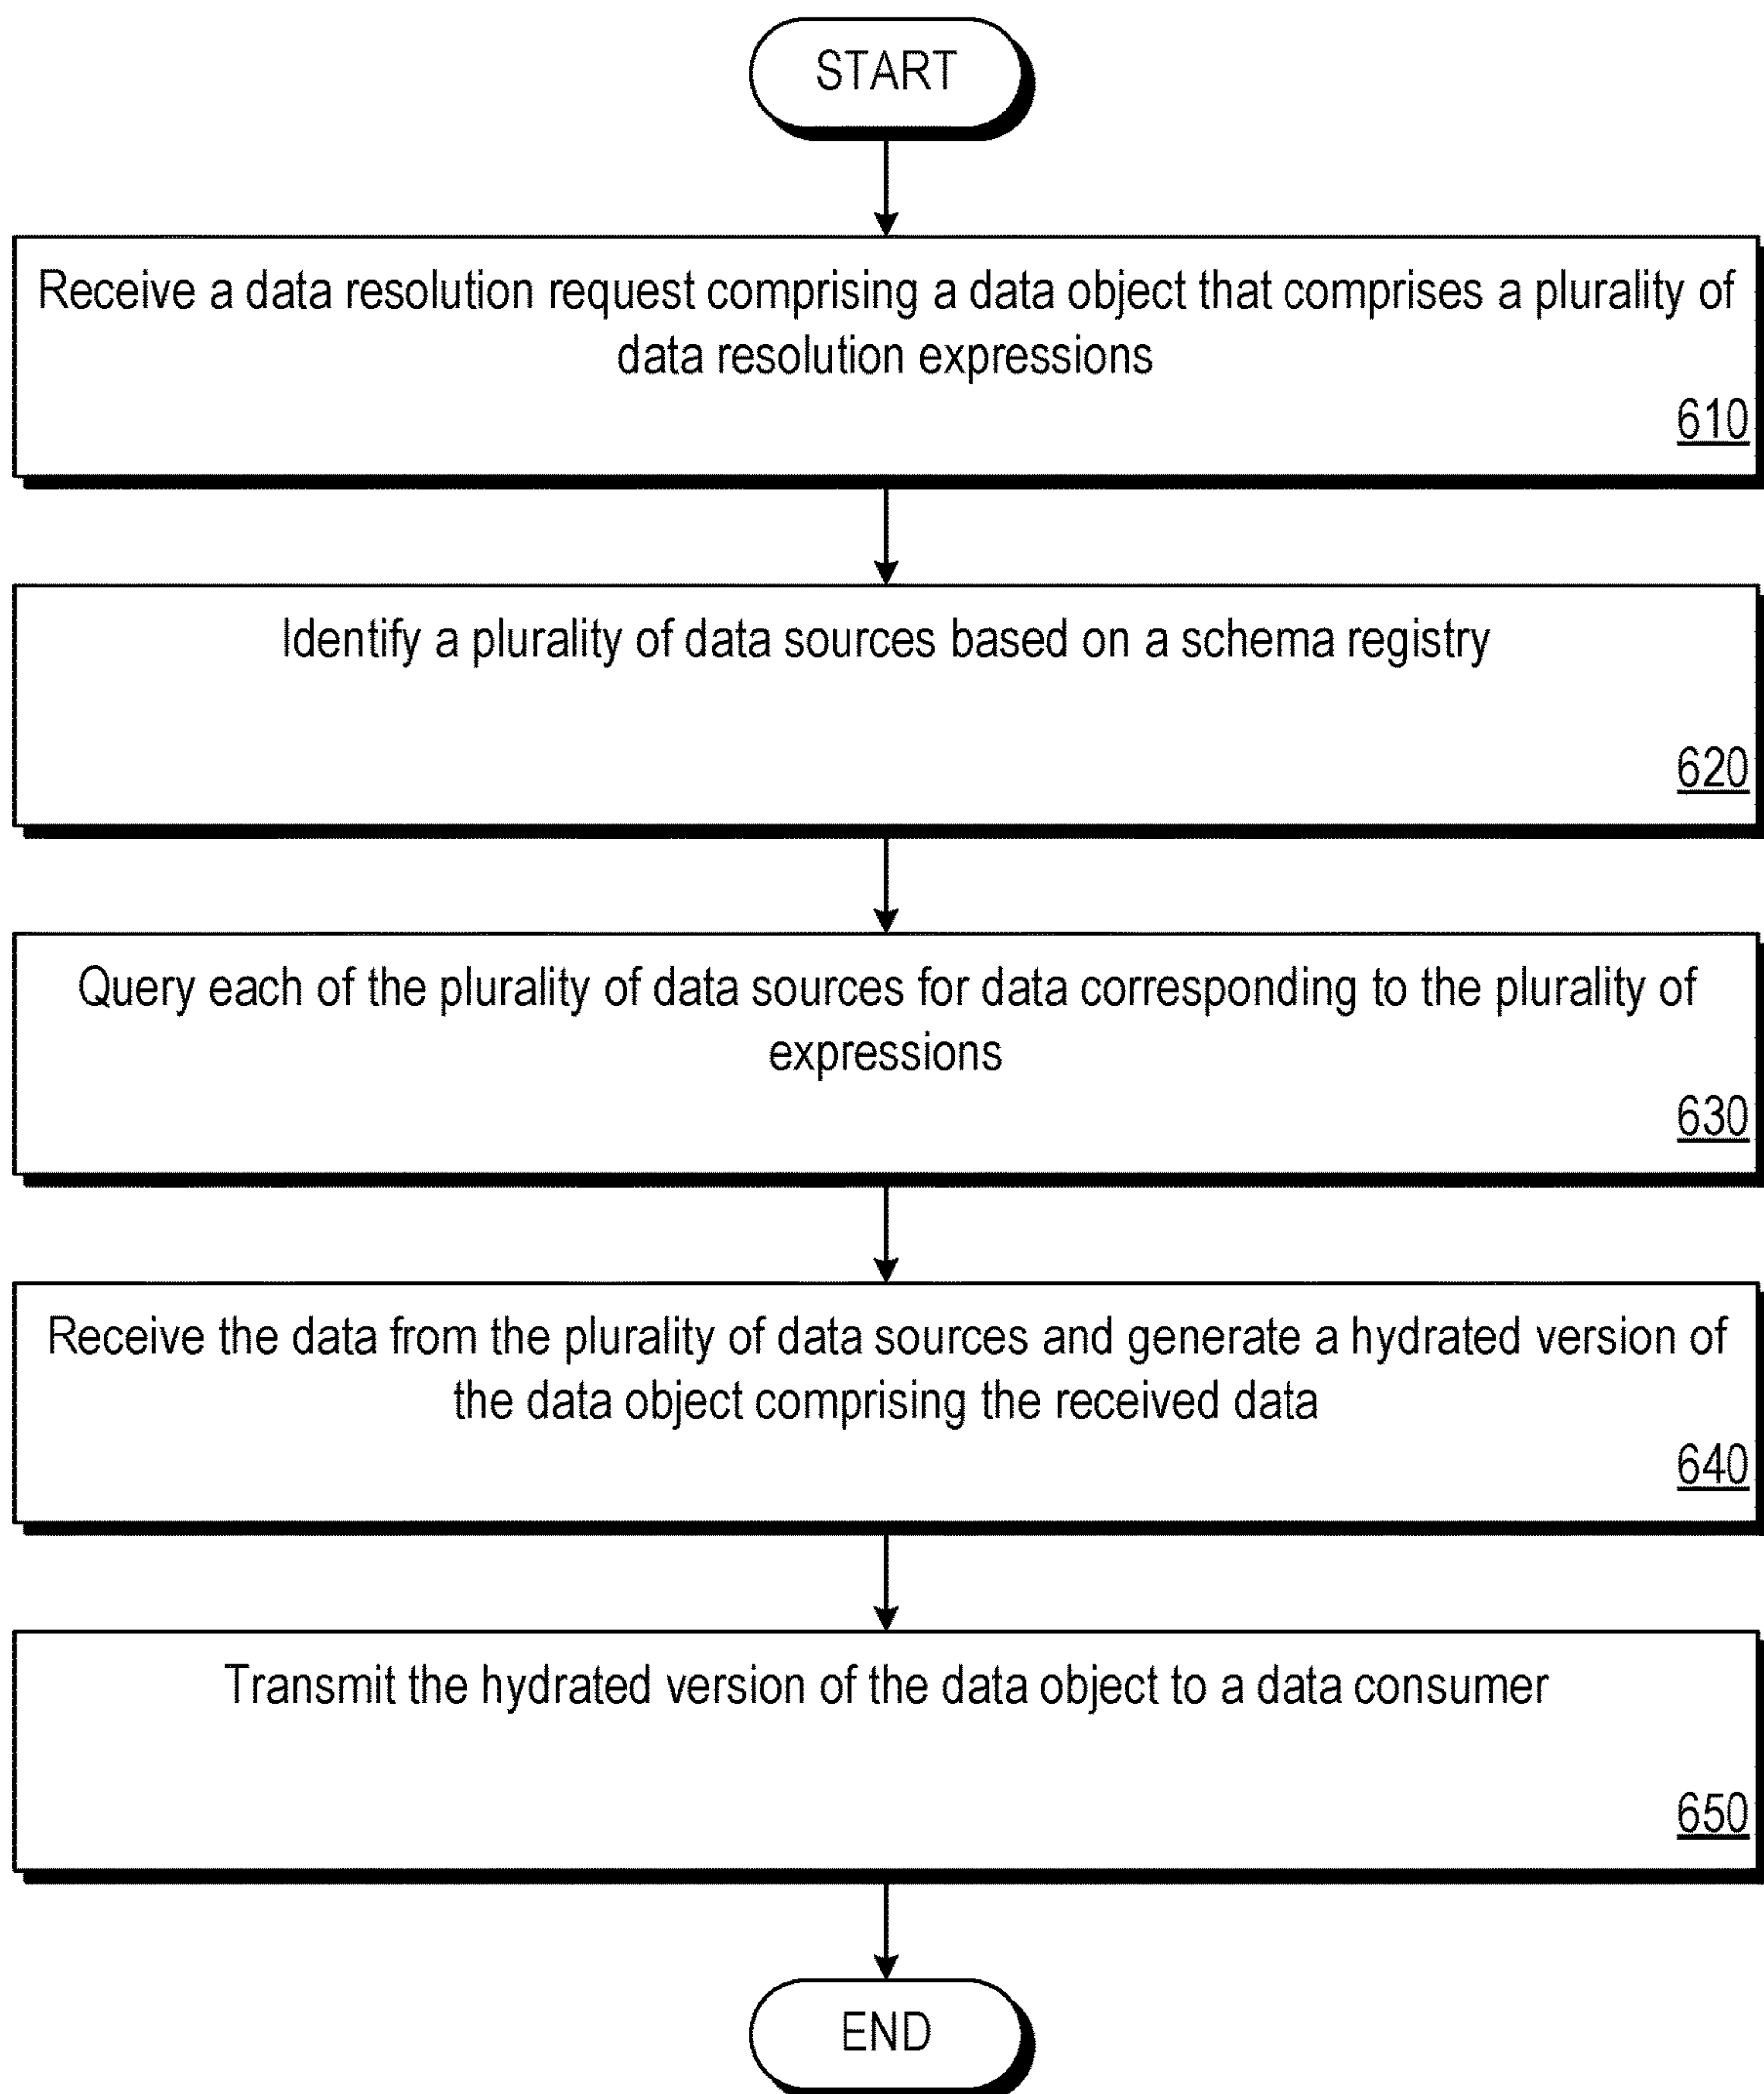 START
Receive a data resolution request comprising a data object that comprises a plurality of
data resolution expressions
610
Identify a plurality of data sources based on a schema registry
620
Query each of the plurality of data sources for data corresponding to the plurality of
expressions
630
Receive the data from the plurality of data sources and generate a hydrated version of
the data object comprising the received data
640
Transmit the hydrated version of the data object to a data consumer
650
END